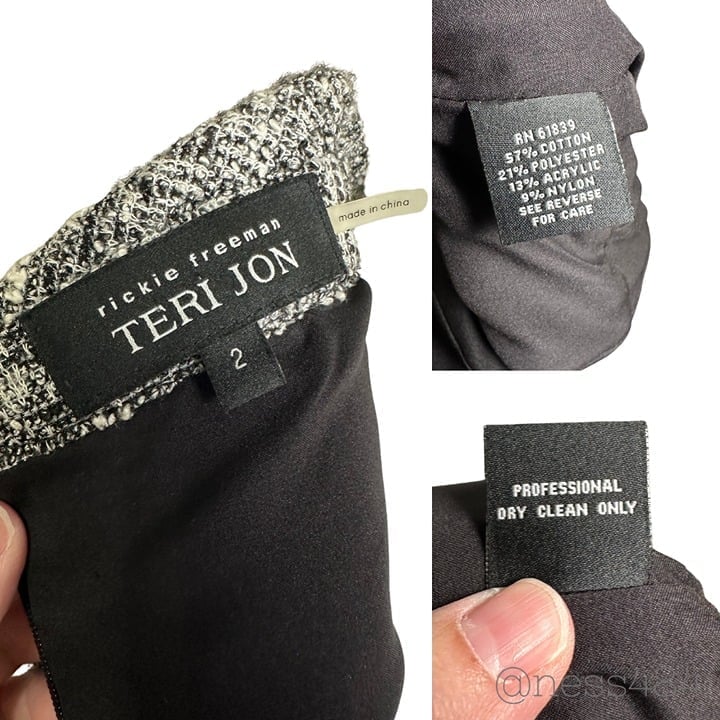 rickie freeman
TERI JON
2
made in china
RN 61839
57% COTTON
21% POLYESTER
13% ACRYLIC
9% NYLON
SEE REVERSE
FOR CARE
PROFESSIONAL
DRY CLEAN ONLY